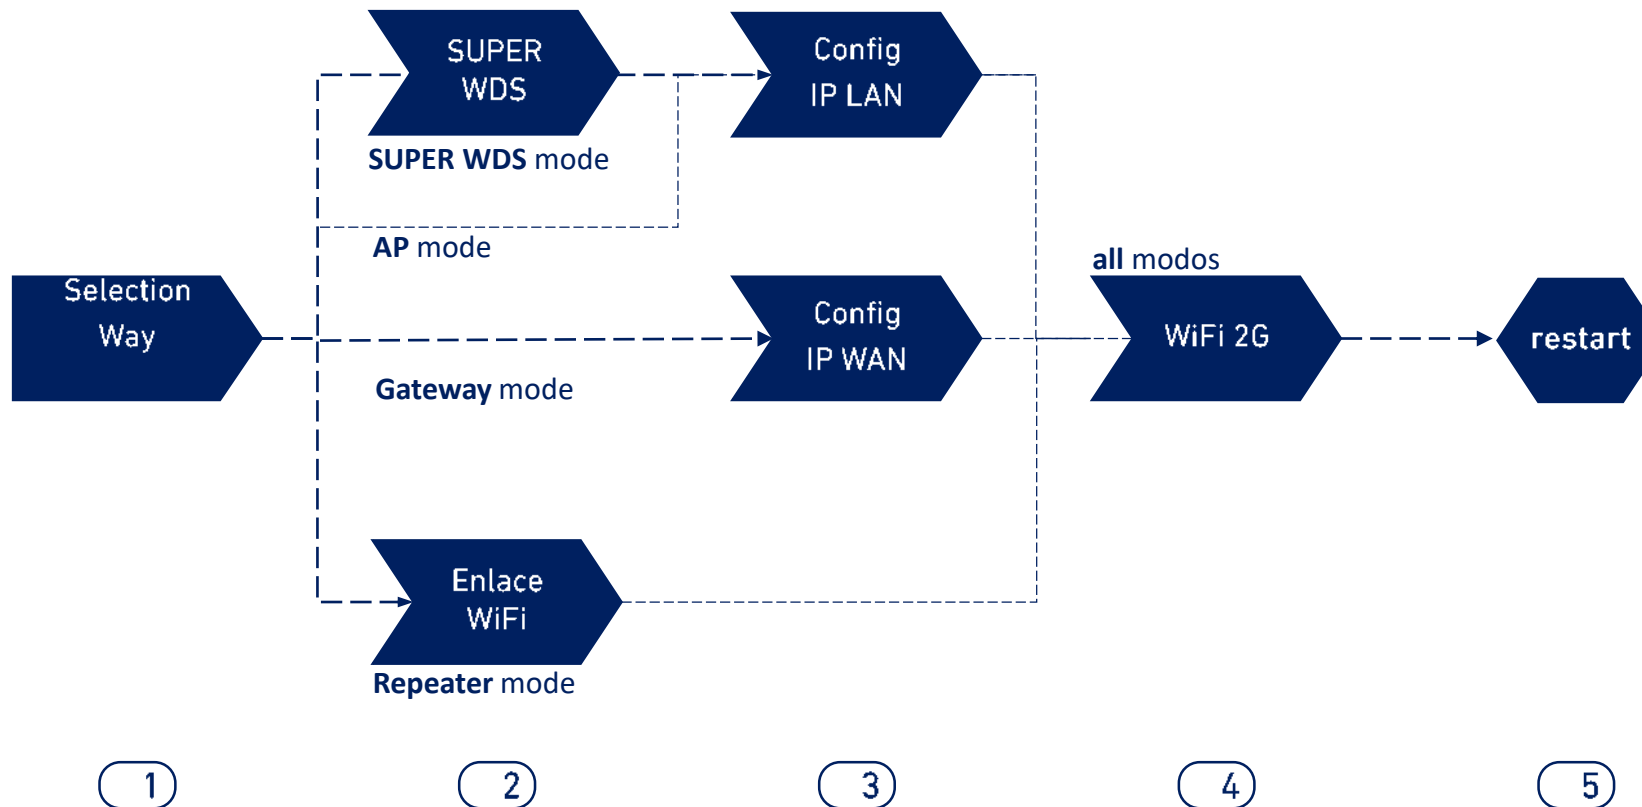 SUPER
WDS
Config
IP LAN
SUPER WDS mode
AP mode
all modos
Selection
Way
Config
IP WAN
WiFi 2G
restart
Gateway mode
Enlace
WiFi
Repeater mode
1
2
3
4
5